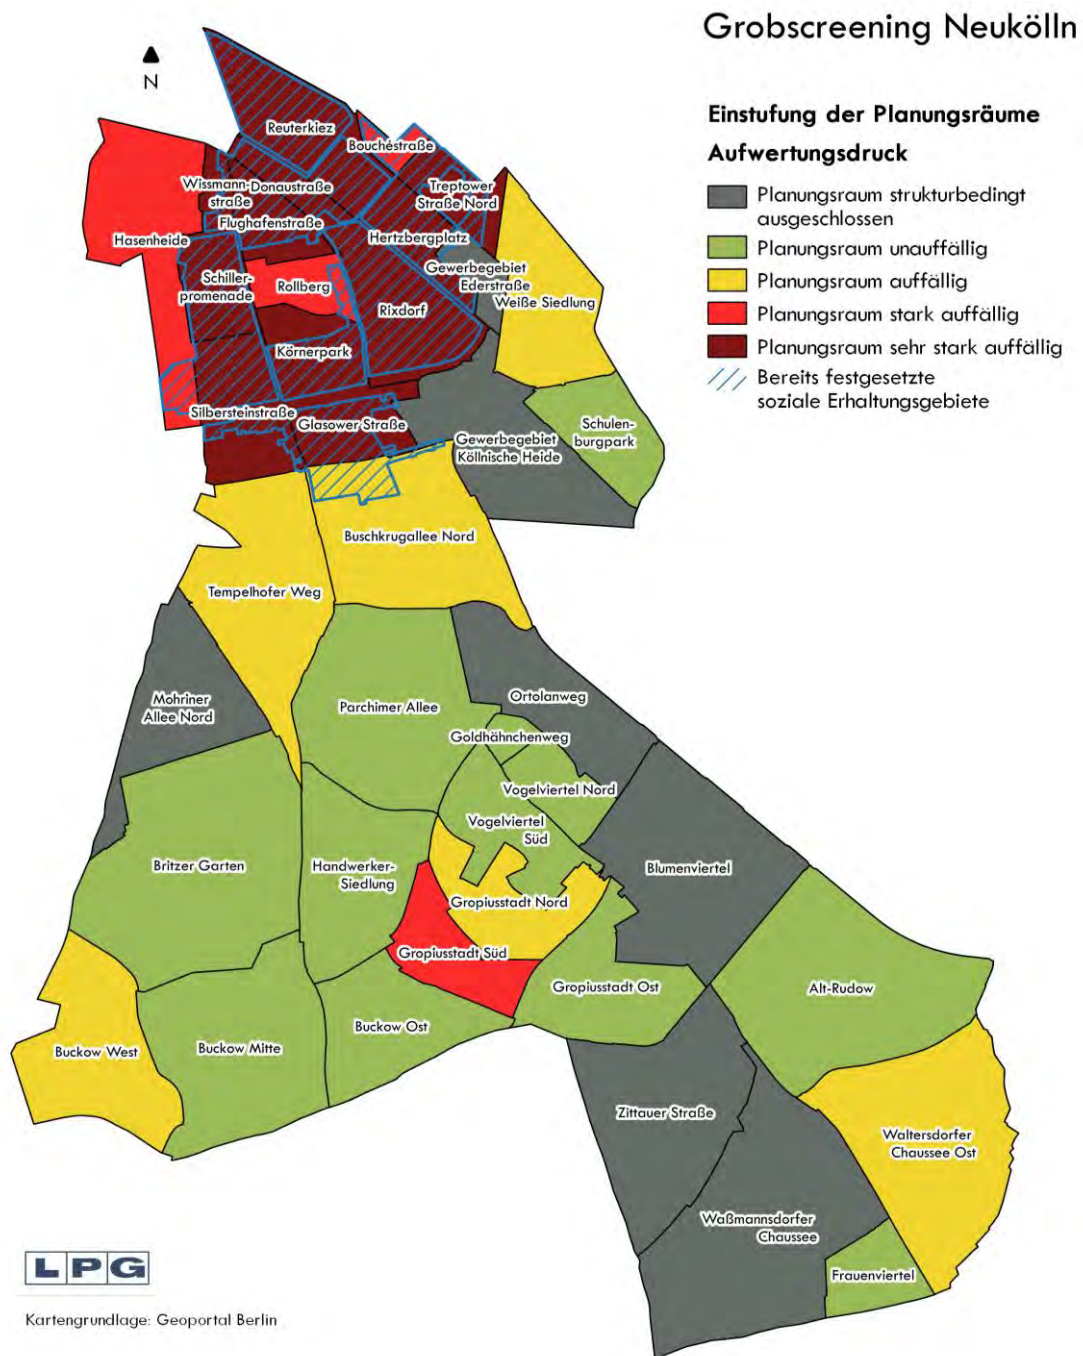 Grobscreening Neukölln
N
Einstufung der Planungsräume
Aufwertungsdruck
Planungsraum strukturbedingt
ausgeschlossen
Planungsraum unauffällig
Planungsraum auffällig
Planungsraum stark auffällig
Planungsraum sehr stark auffällig
Bereits festgesetzte
soziale Erhaltungsgebiete
Reuterkiez
Bouchéstraße
Wissmann-
straße
Donaustraße
Treptower
Straße Nord
Flughafenstraße
Hasenheide
Hertzbergplatz
Schiller-
promenade
Rollberg
Gewerbegebiet
Ederstraße
Weiße Siedlung
Rixdorf
Körnerpark
Silbersteinstraße
Glasower Straße
Gewerbegebiet
Köllnische Heide
Schulen-
burgpark
Buschkrugallee Nord
Tempelhofer Weg
Mohriner
Allee Nord
Parchimer Allee
Ortolanweg
Goldhähnchenweg
Vogelviertel Nord
Vogelviertel
Süd
Britzer Garten
Handwerker-
Siedlung
Blumenviertel
Gropiusstadt Nord
Gropiusstadt Süd
Gropiusstadt Ost
Alt-Rudow
Buckow Ost
Buckow West
Buckow Mitte
Zittauer Straße
Waltersdorfer
Chaussee Ost
Waßmannsdorfer
Chaussee
Frauenviertel
LPG
Kartengrundlage: Geoportal Berlin